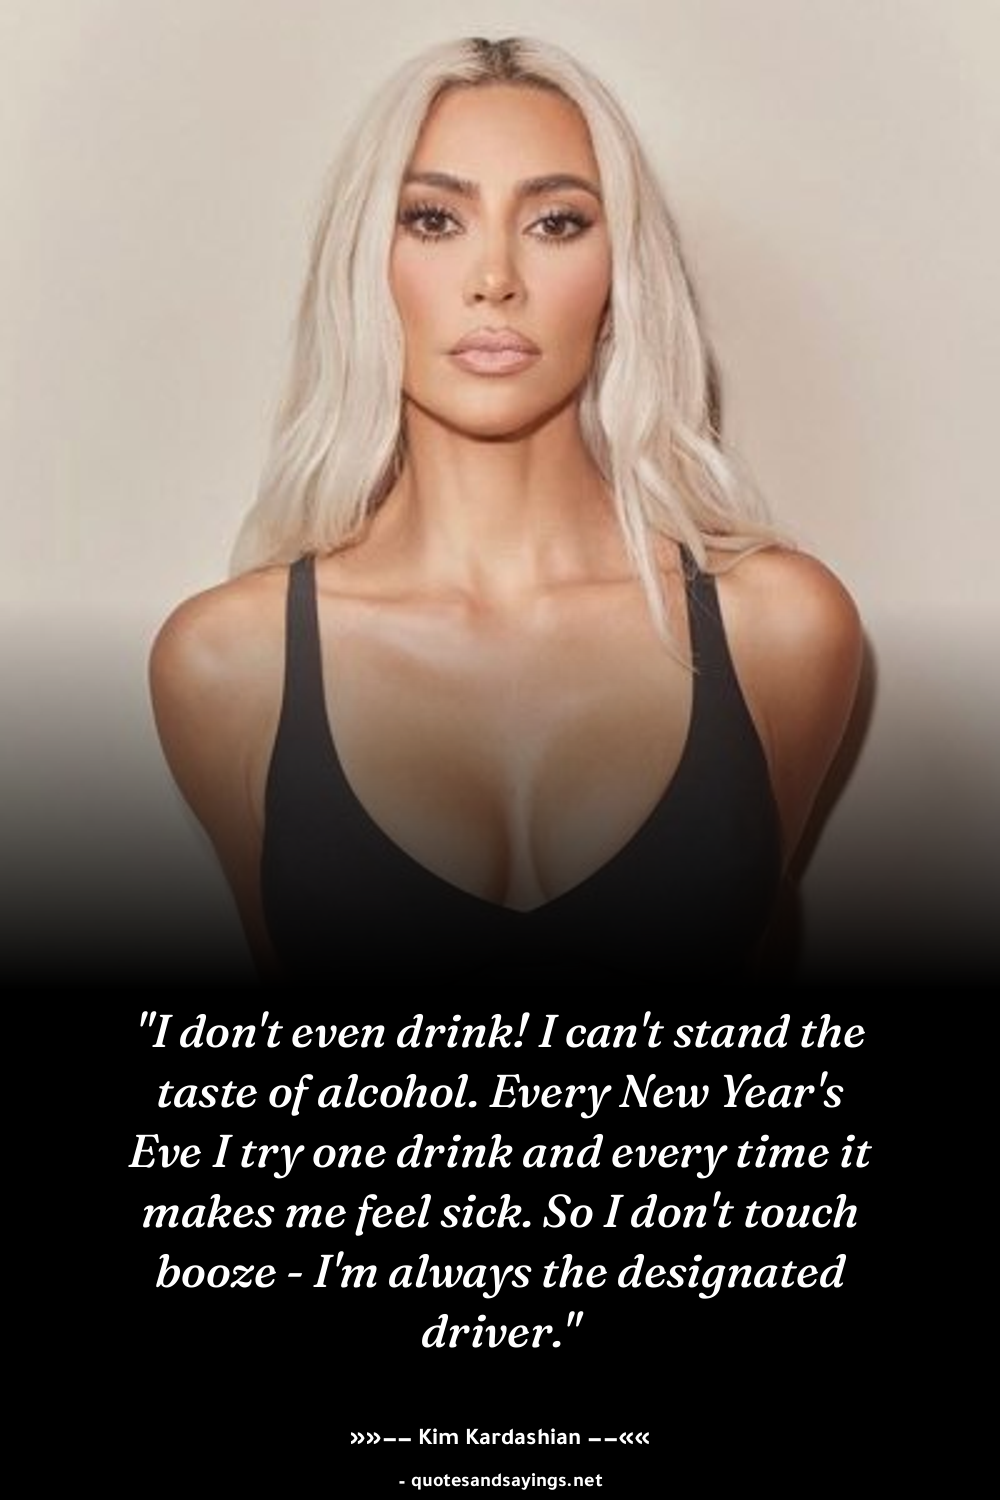 "I don't even drink! I can't stand the
taste of alcohol. Every New Year's
Eve I try one drink and every time it
makes me feel sick. So I don't touch
booze - I'm always the designated
driver."
»»–– Kim Kardashian ––««
- quotesandsayings.net